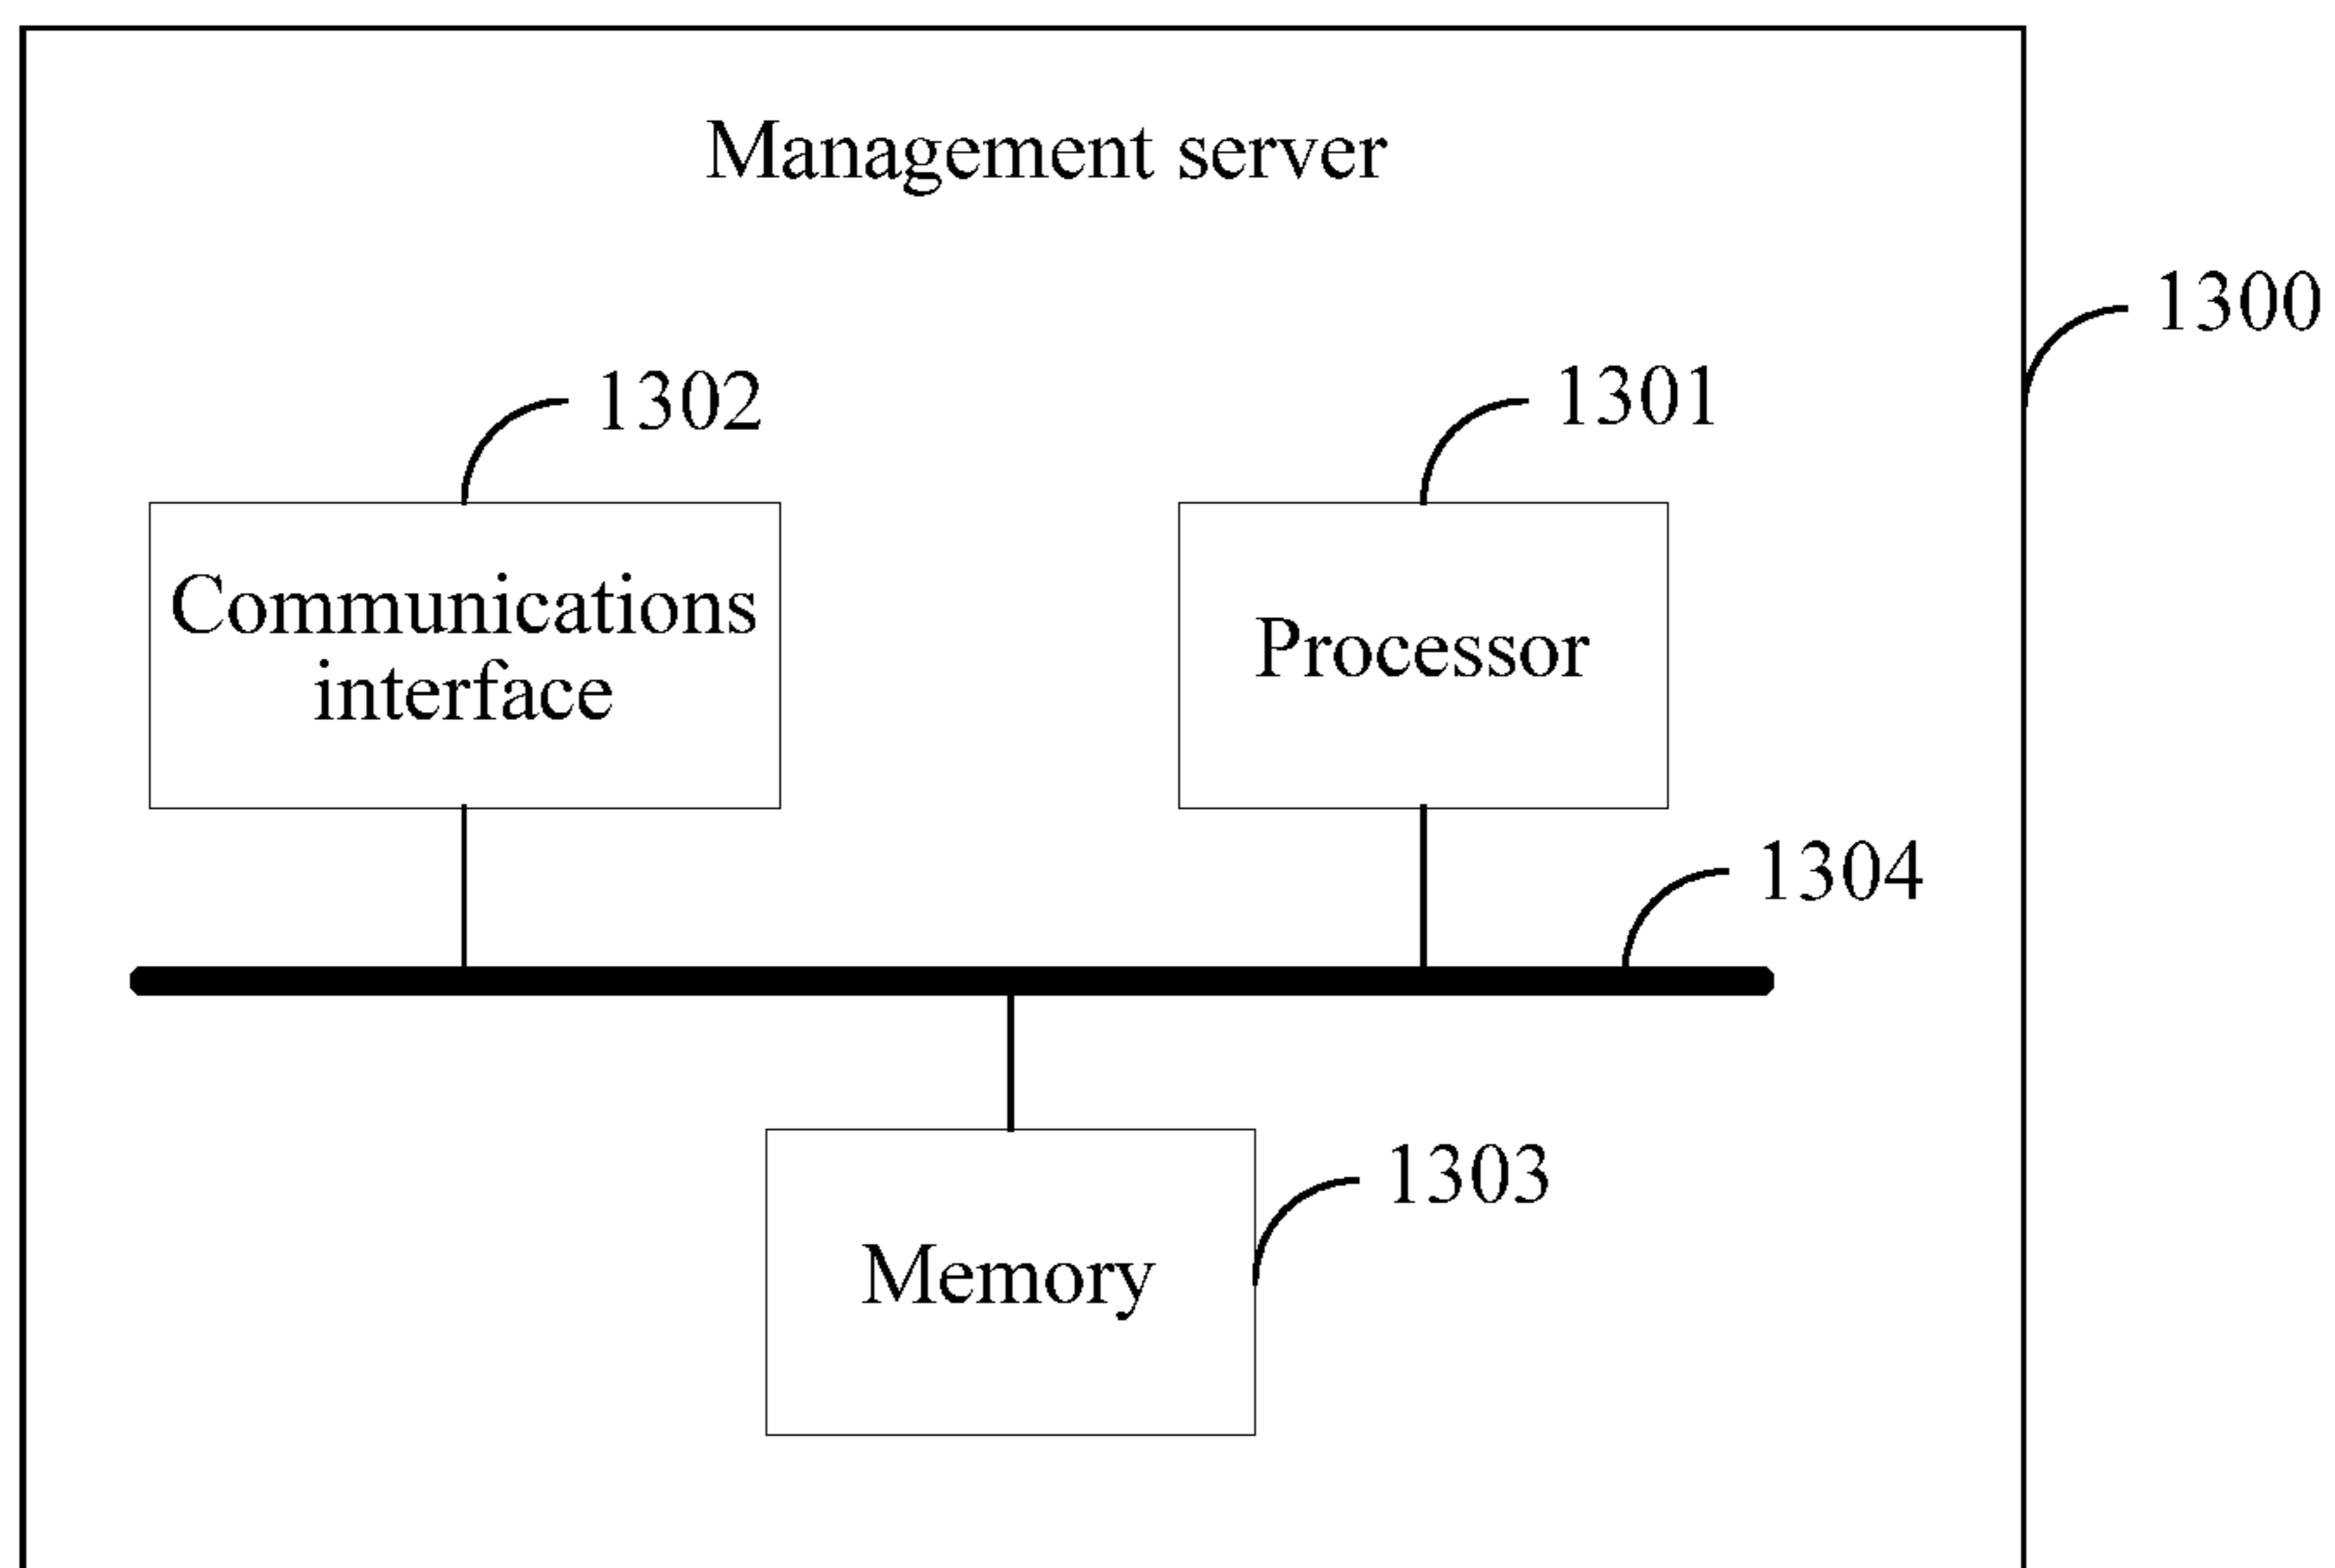 Management server
1300
1302
1301
Communications
interface
Processor
1304
1303
Memory